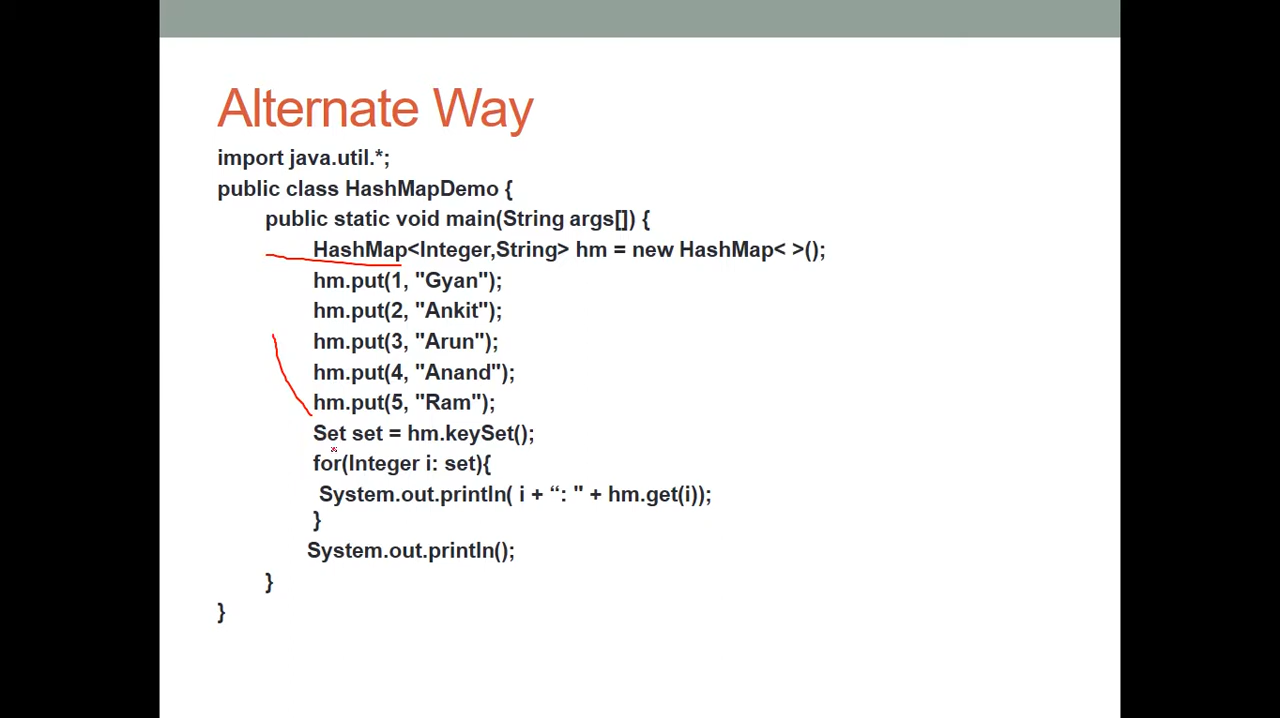 Alternate Way
import java.util.*;
public class HashMapDemo {
public static void main(String args[]) {
HashMap<Integer,String> hm = new HashMap< >();
hm.put(1, "Gyan");
hm.put(2, "Ankit");
hm.put(3, "Arun");
hm.put(4, "Anand");
hm.put(5, "Ram");
Set set = hm.keySet();
for(Integer i: set){
System.out.println( i + “: " + hm.get(i));
}
System.out.println();
}
}